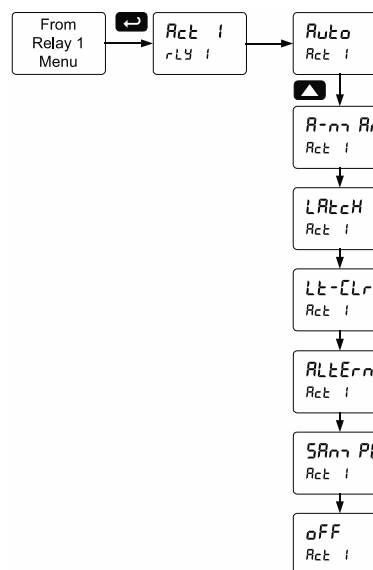 From
Relay 1
Menu
Act 1
rLY 1
Auto
Act 1
A-m
Act 1
LAtcH
Act 1
Lt-CLr
Act 1
ALtErn
Act 1
SAm
Act 1
oFF
Act 1